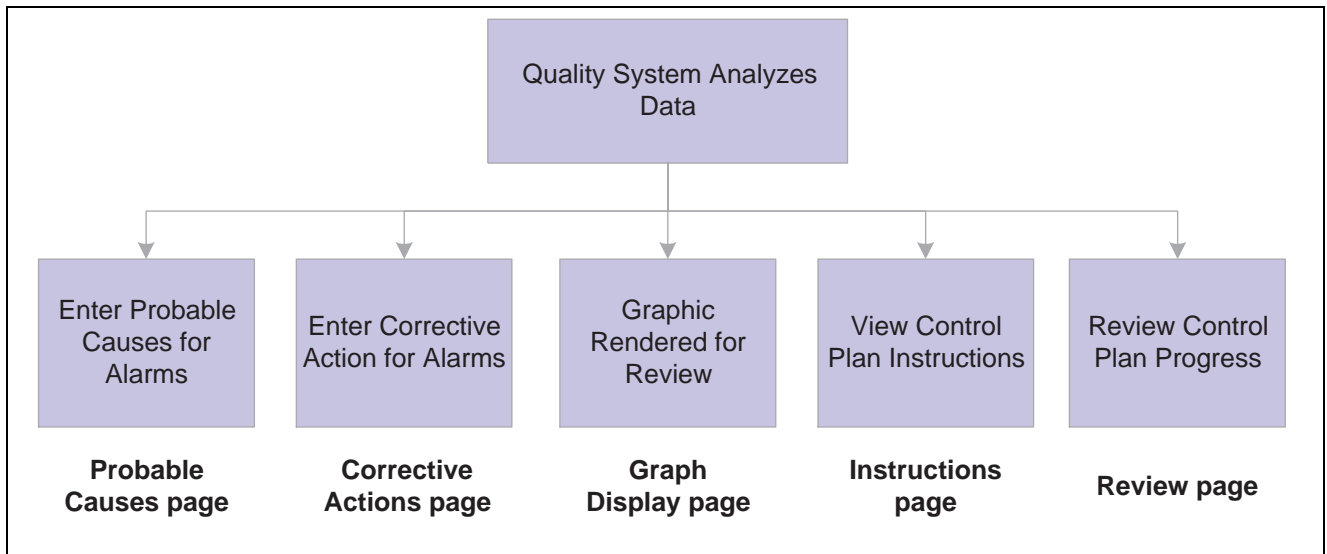 Quality System Analyzes
Data
Enter Probable
Causes for
Alarms
Enter Corrective
Action for Alarms
Graphic
Rendered for
Review
View Control
Plan Instructions
Review Control
Plan Progress
Probable
Causes page
Corrective
Actions page
Graph
Display page
Instructions
page
Review page